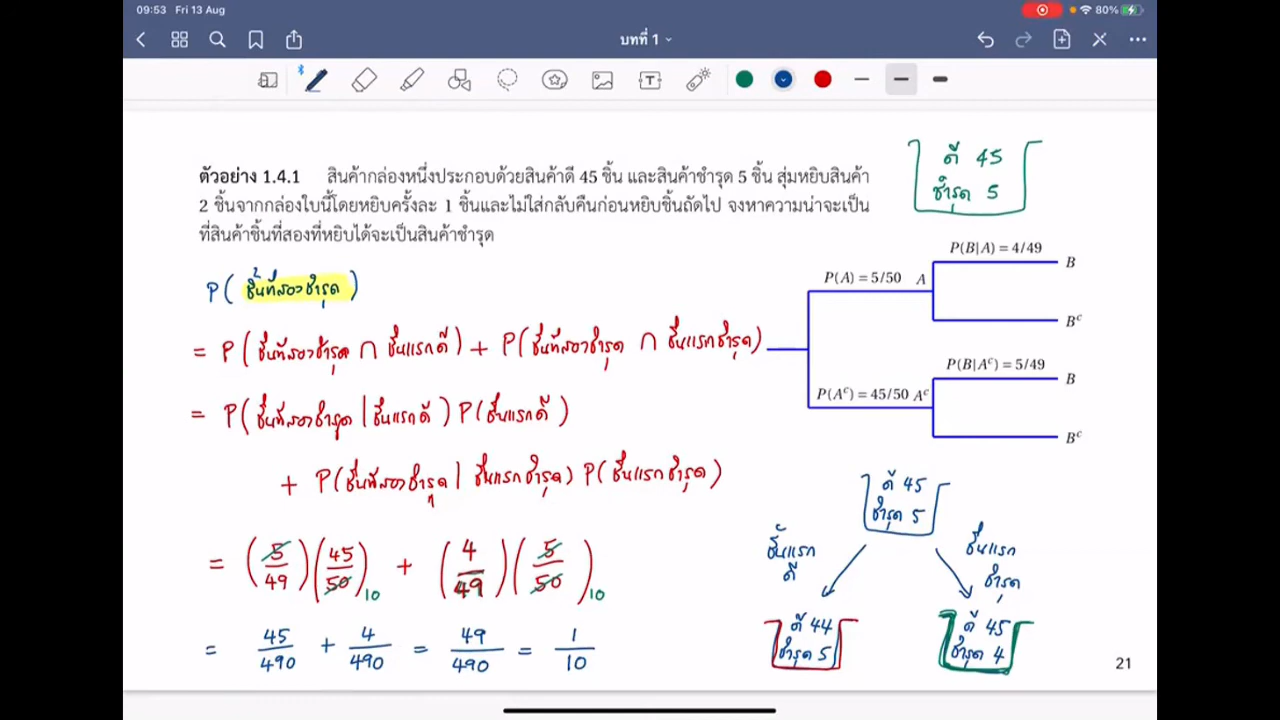 09:53 Fri 13 Aug
80%
บทที่ 1
ดี 45
ชำรุด 5
ตัวอย่าง 1.4.1 สินค้ากล่องหนึ่งประกอบด้วยสินค้าดี 45 ชิ้น และสินค้าชำรุด 5 ชิ้น สุ่มหยิบสินค้า
2 ชิ้นจากกล่องใบนี้โดยหยิบครั้งละ 1 ชิ้นและไม่ใส่กลับคืนก่อนหยิบชิ้นถัดไป จงหาความน่าจะเป็น
ที่สินค้าชิ้นที่สองที่หยิบได้จะเป็นสินค้าชำรุด
P(ชิ้นที่สองชำรุด)
= P(ชิ้นที่สองชำรุด ∩ ชิ้นแรกดี) + P(ชิ้นที่สองชำรุด ∩ ชิ้นแรกชำรุด)
= P(ชิ้นที่สองชำรุด | ชิ้นแรกดี) P(ชิ้นแรกดี)
+ P(ชิ้นที่สองชำรุด | ชิ้นแรกชำรุด) P(ชิ้นแรกชำรุด)
= (5/49)(45/50)10 + (4/49)(5/50)10
= 45/490 + 4/490 = 49/490 = 1/10
P(B|A) = 4/49 B
P(A) = 5/50 A
Bᶜ
P(B|Aᶜ) = 5/49 B
P(Aᶜ) = 45/50 Aᶜ
Bᶜ
ดี 45
ชำรุด 5
ชิ้นแรก
ดี
ชิ้นแรก
ชำรุด
ดี 44
ชำรุด 5
ดี 45
ชำรุด 4
21